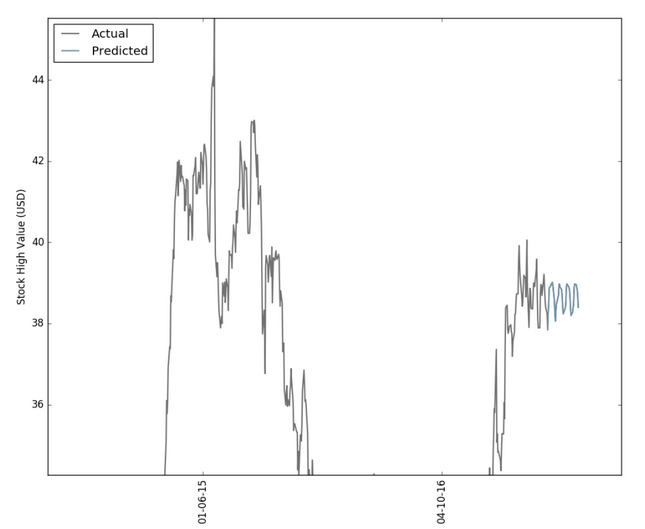 Actual
Predicted
44
42
40
38
36
Stock High Value (USD)
01-06-15
04-10-16